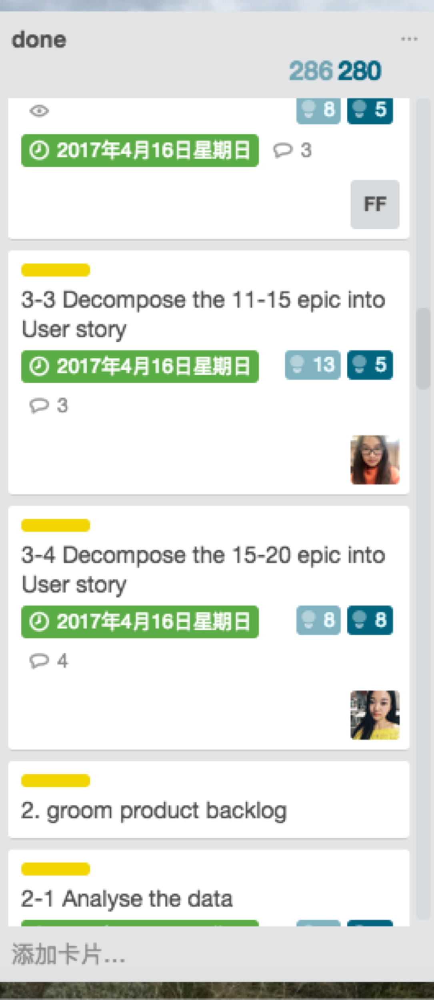 done
...
286 280
8 5
2017年4月16日星期日 3
FF
3-3 Decompose the 11-15 epic into
User story
2017年4月16日星期日 13 5
3
3-4 Decompose the 15-20 epic into
User story
2017年4月16日星期日 8 8
4
2. groom product backlog
2-1 Analyse the data
添加卡片...